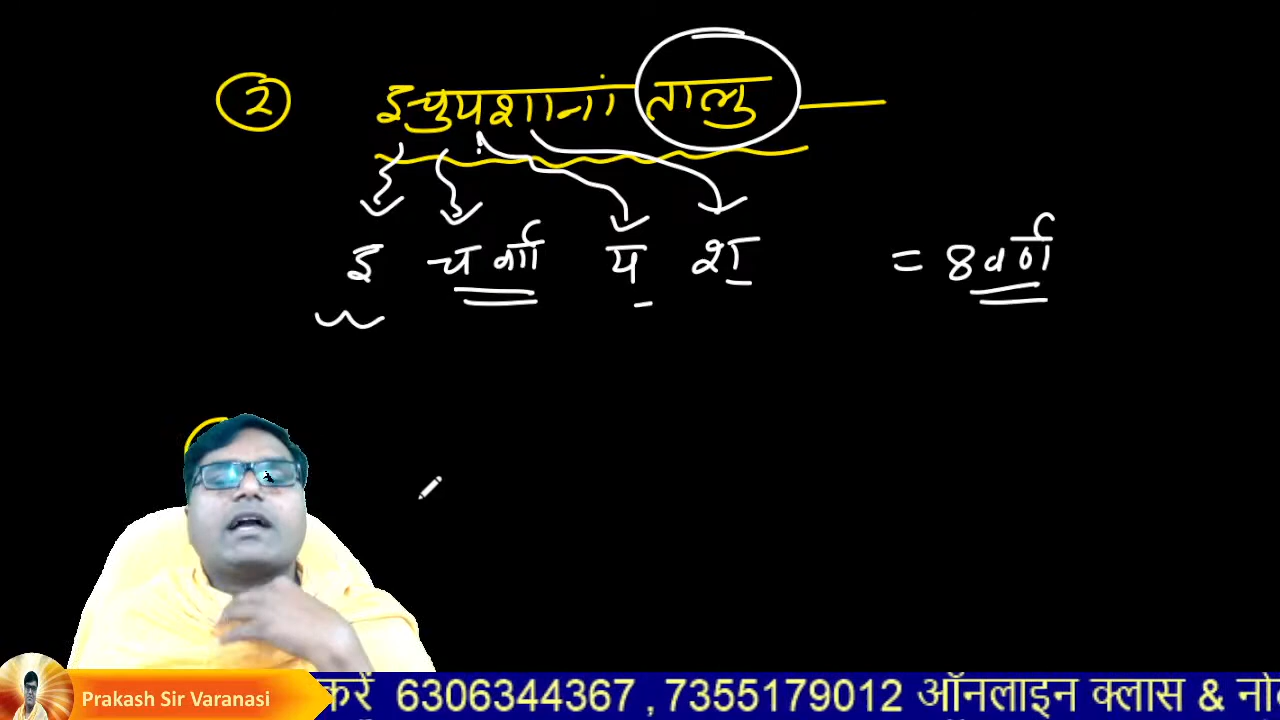 2 इचुयशानां तालु
इ चवर्ग य श = 8 वर्ण
Prakash Sir Varanasi
करें 6306344367 , 7355179012 ऑनलाइन क्लास & नो